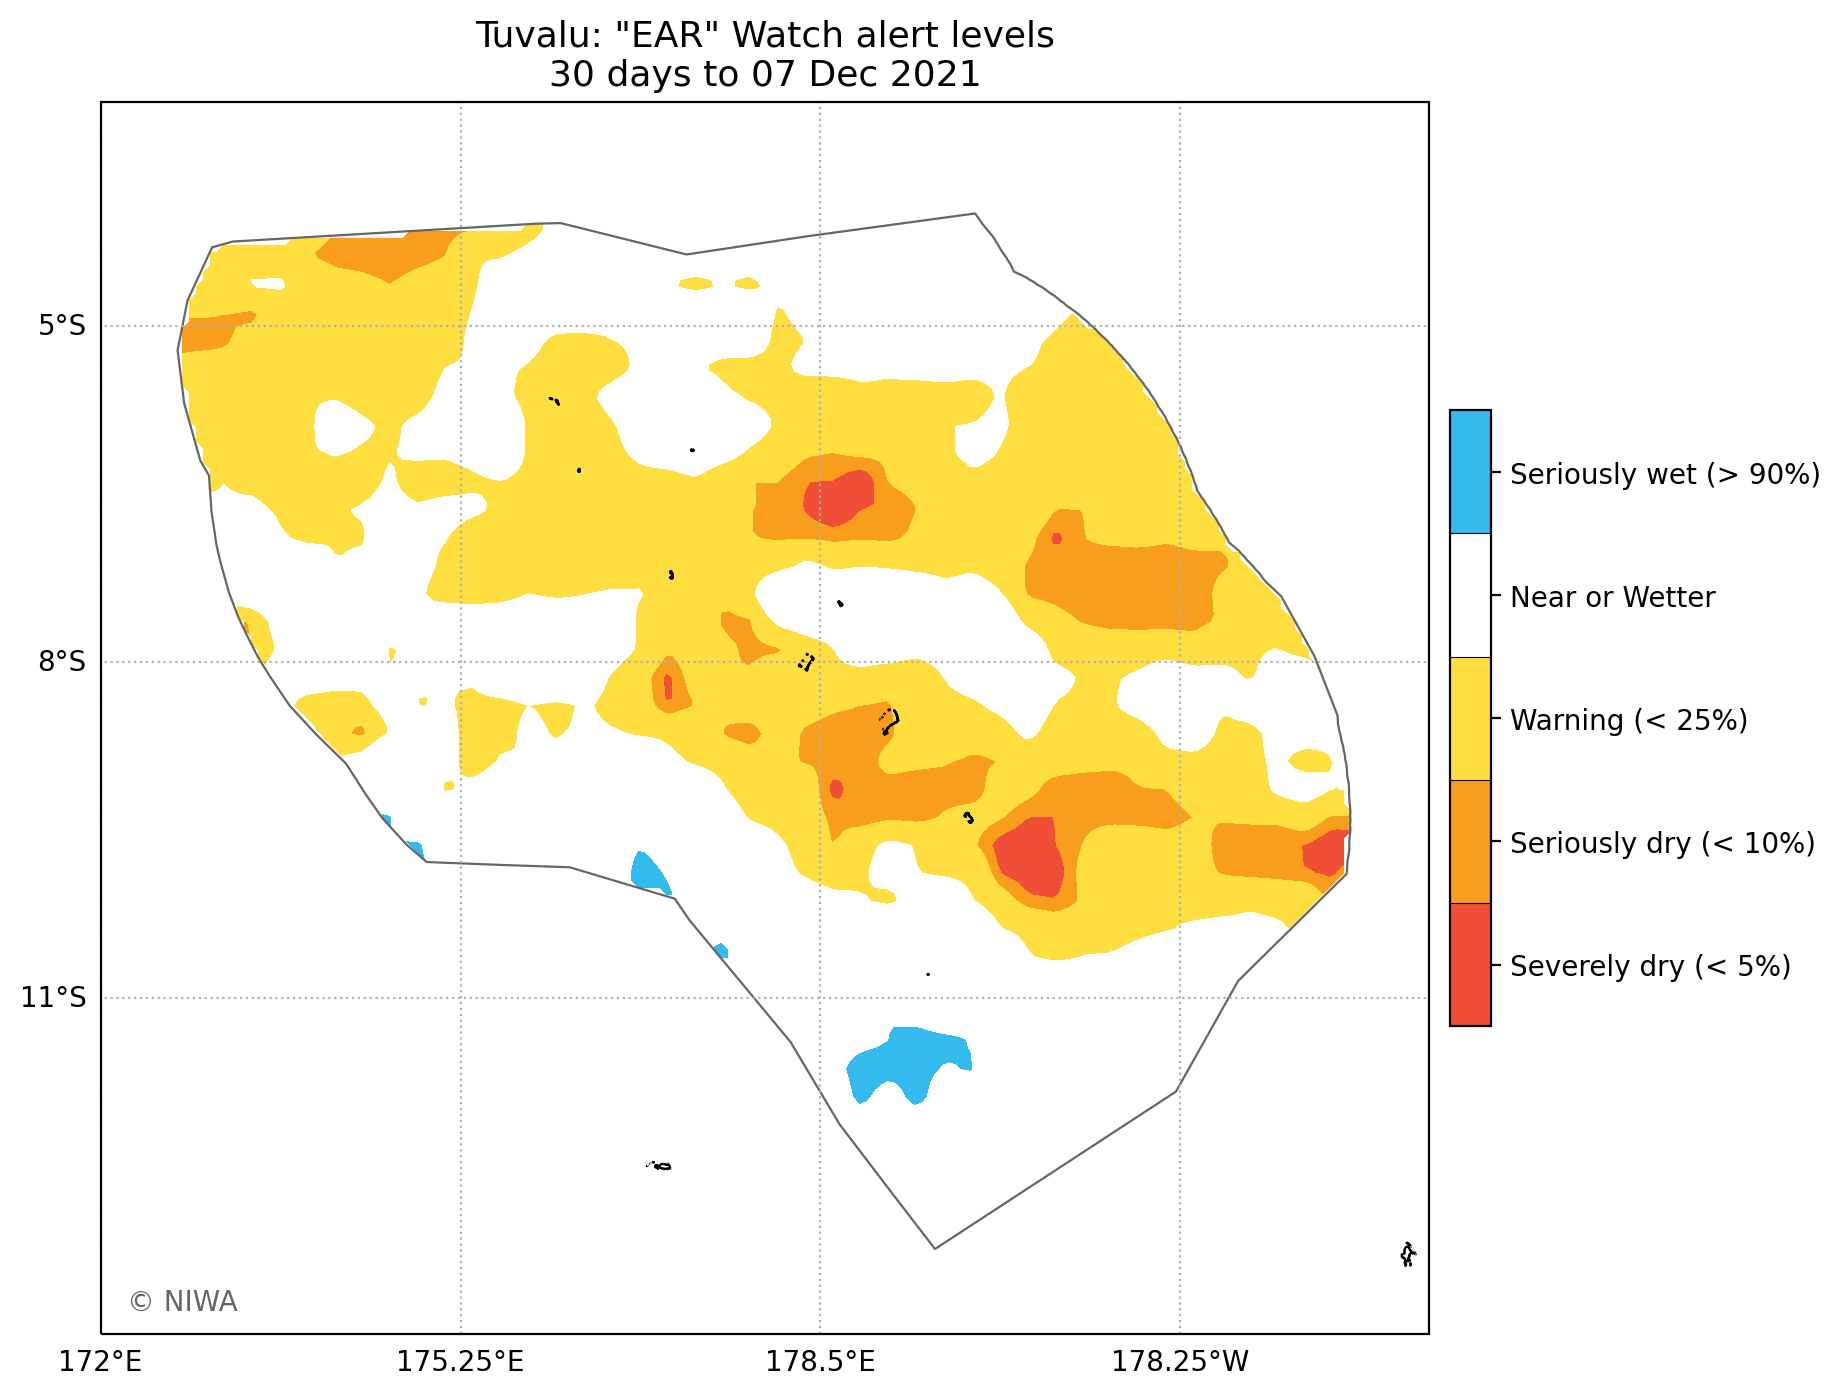 Tuvalu: "EAR" Watch alert levels
30 days to 07 Dec 2021
5°S
8°S
11°S
172°E
175.25°E
178.5°E
178.25°W
Seriously wet (> 90%)
Near or Wetter
Warning (< 25%)
Seriously dry (< 10%)
Severely dry (< 5%)
© NIWA